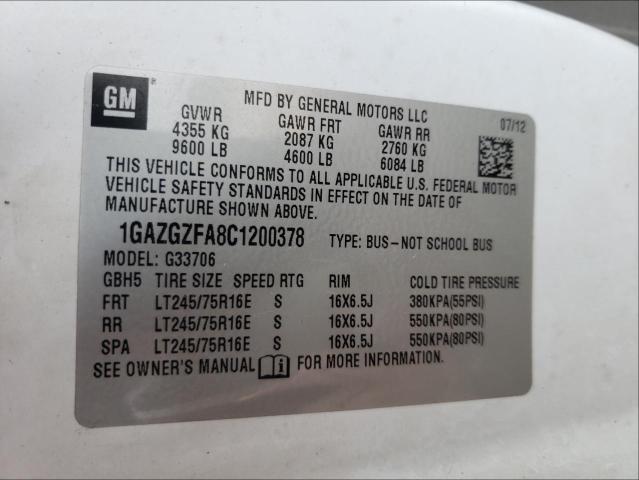 GM ®
MFD BY GENERAL MOTORS LLC
07/12
GVWR GAWR FRT GAWR RR
4355 KG 2087 KG 2760 KG
9600 LB 4600 LB 6084 LB
THIS VEHICLE CONFORMS TO ALL APPLICABLE U.S. FEDERAL MOTOR
VEHICLE SAFETY STANDARDS IN EFFECT ON THE DATE OF
MANUFACTURE SHOWN ABOVE.
1GAZGZFA8C1200378 TYPE: BUS–NOT SCHOOL BUS
MODEL: G33706
GBH5 TIRE SIZE SPEED RTG RIM COLD TIRE PRESSURE
FRT LT245/75R16E S 16X6.5J 380KPA(55PSI)
RR LT245/75R16E S 16X6.5J 550KPA(80PSI)
SPA LT245/75R16E S 16X6.5J 550KPA(80PSI)
SEE OWNER'S MANUAL i FOR MORE INFORMATION.